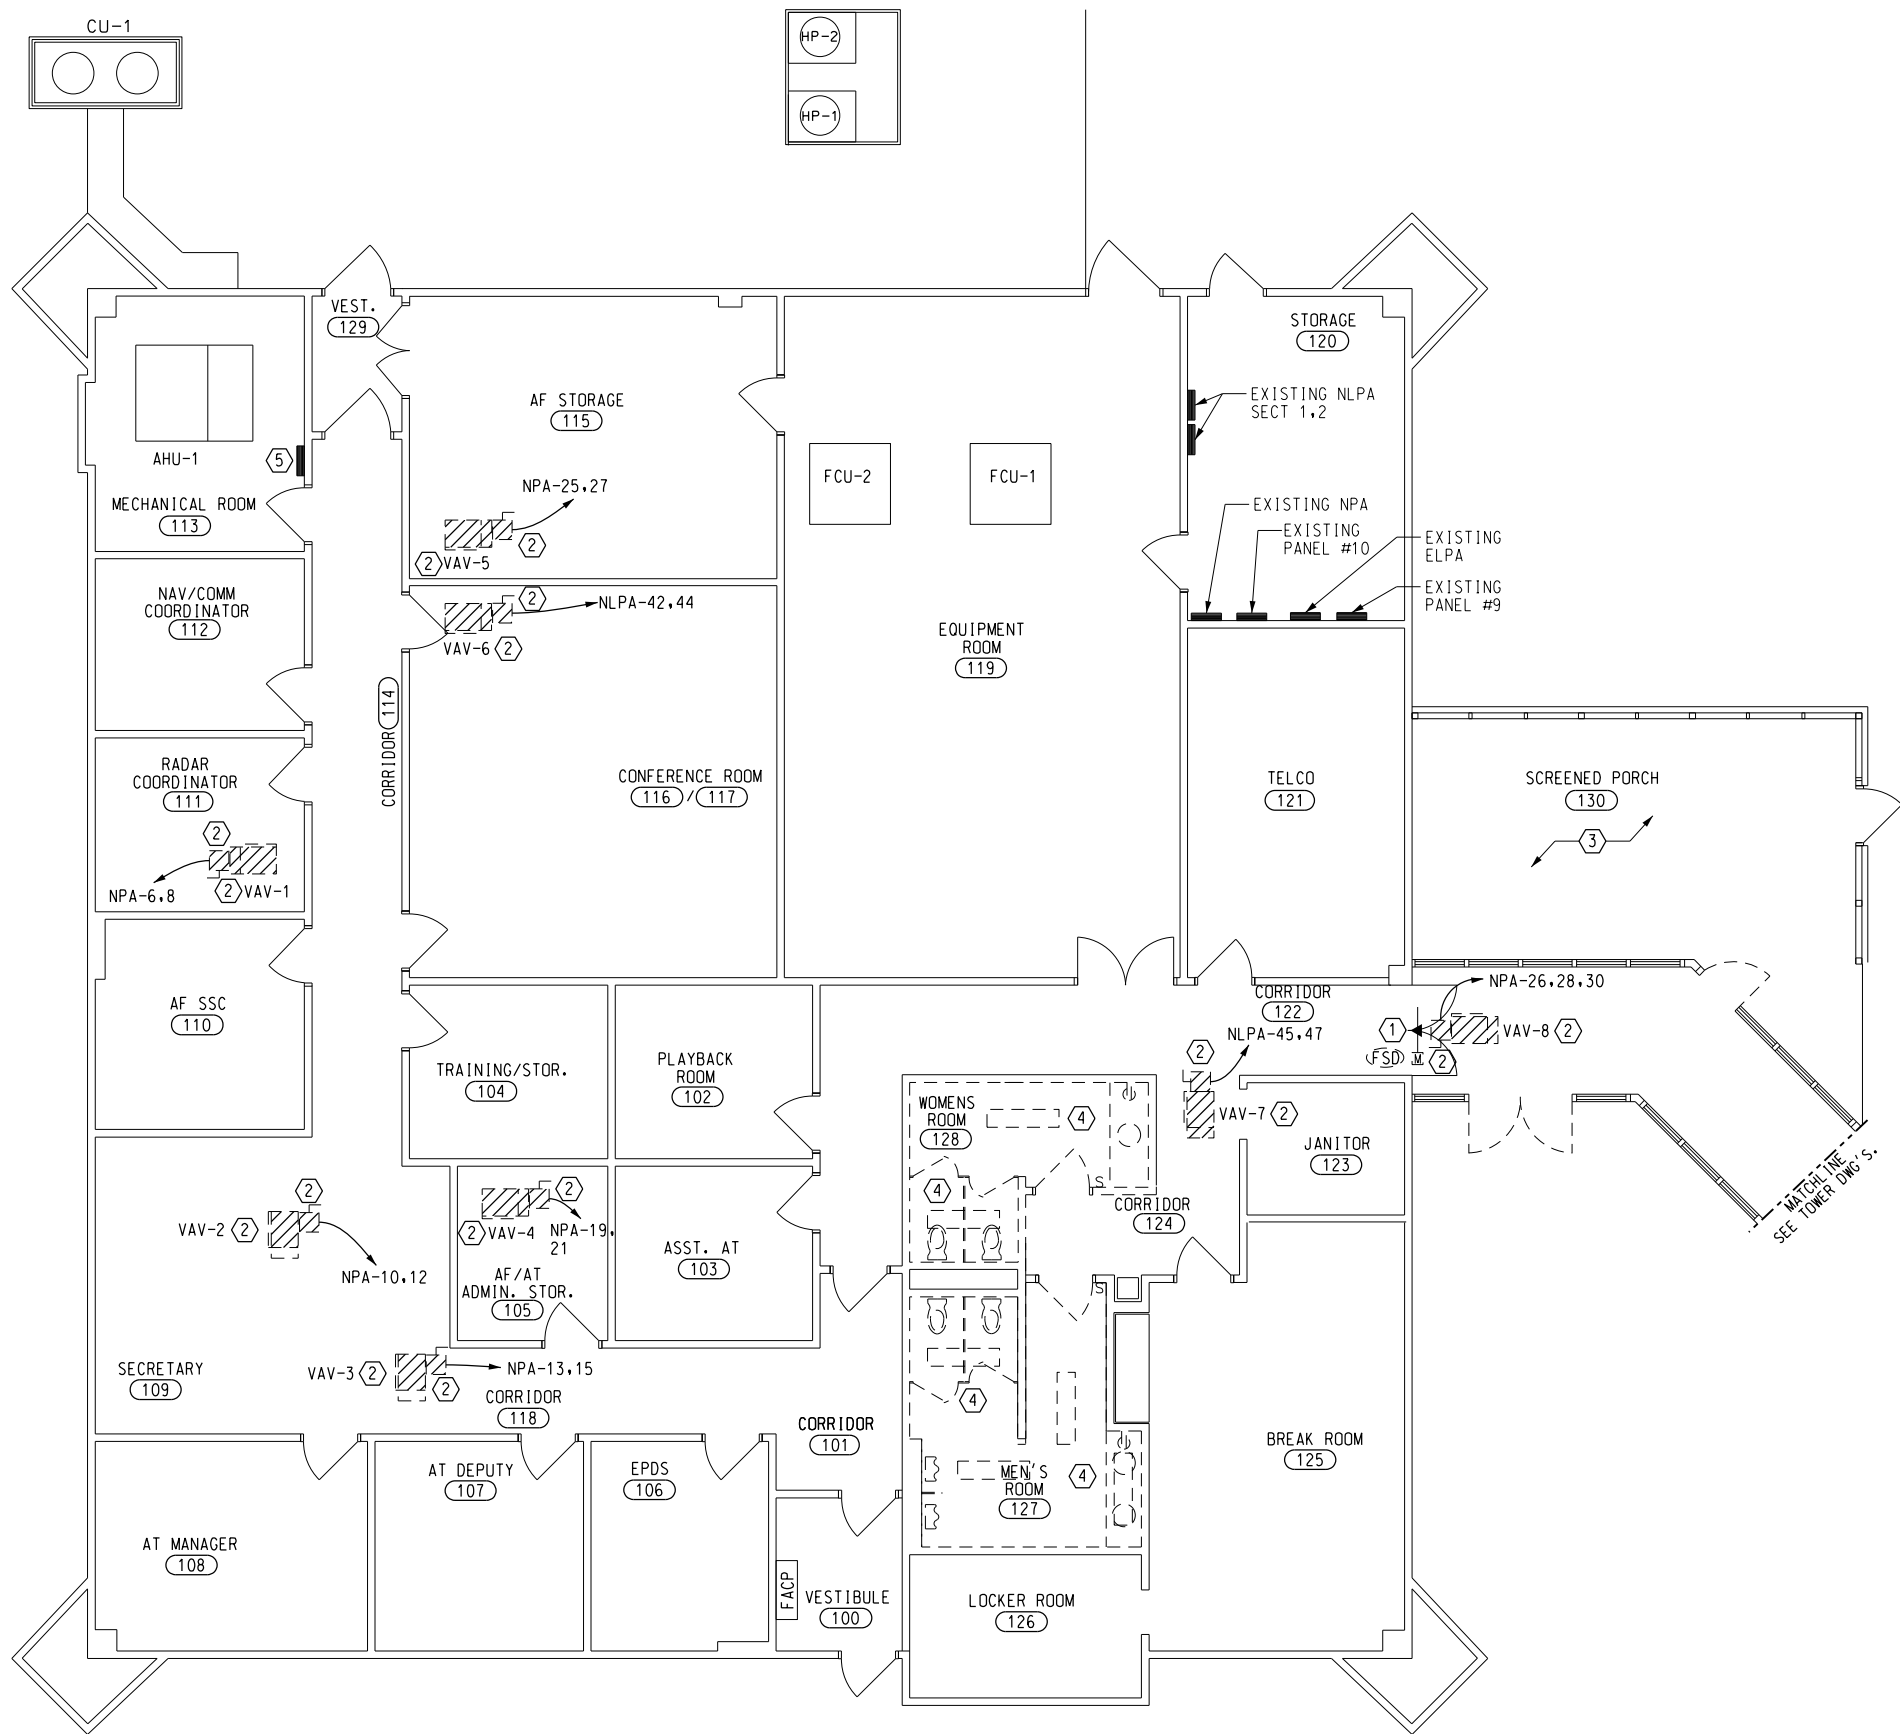 CU-1
HP-2
HP-1
VEST.
129
STORAGE
120
AF STORAGE
115
EXISTING NLPA
SECT 1,2
AHU-1
5
FCU-2
FCU-1
NPA-25,27
MECHANICAL ROOM
113
EXISTING NPA
EXISTING
PANEL #10
EXISTING
ELPA
2
2
VAV-5
EXISTING
PANEL #9
NAV/COMM
COORDINATOR
112
2
NLPA-42,44
VAV-6
2
EQUIPMENT
ROOM
119
CORRIDOR
114
RADAR
COORDINATOR
111
CONFERENCE ROOM
116 / 117
TELCO
121
SCREENED PORCH
130
2
3
NPA-6,8
2
VAV-1
AF SSC
110
NPA-26,28,30
CORRIDOR
122
NLPA-45,47
1
VAV-8
2
FSD
M
2
TRAINING/STOR.
104
PLAYBACK
ROOM
102
2
WOMENS
ROOM
128
4
VAV-7
2
JANITOR
123
MATCHLINE
SEE TOWER DWG'S.
2
2
4
S
CORRIDOR
124
VAV-2
2
2
VAV-4
NPA-19,
21
NPA-10,12
ASST. AT
103
AF/AT
ADMIN. STOR.
105
S
SECRETARY
109
VAV-3
2
2
NPA-13,15
CORRIDOR
118
4
CORRIDOR
101
BREAK ROOM
125
AT DEPUTY
107
EPDS
106
MEN'S
ROOM
127
4
AT MANAGER
108
FACP
VESTIBULE
100
LOCKER ROOM
126